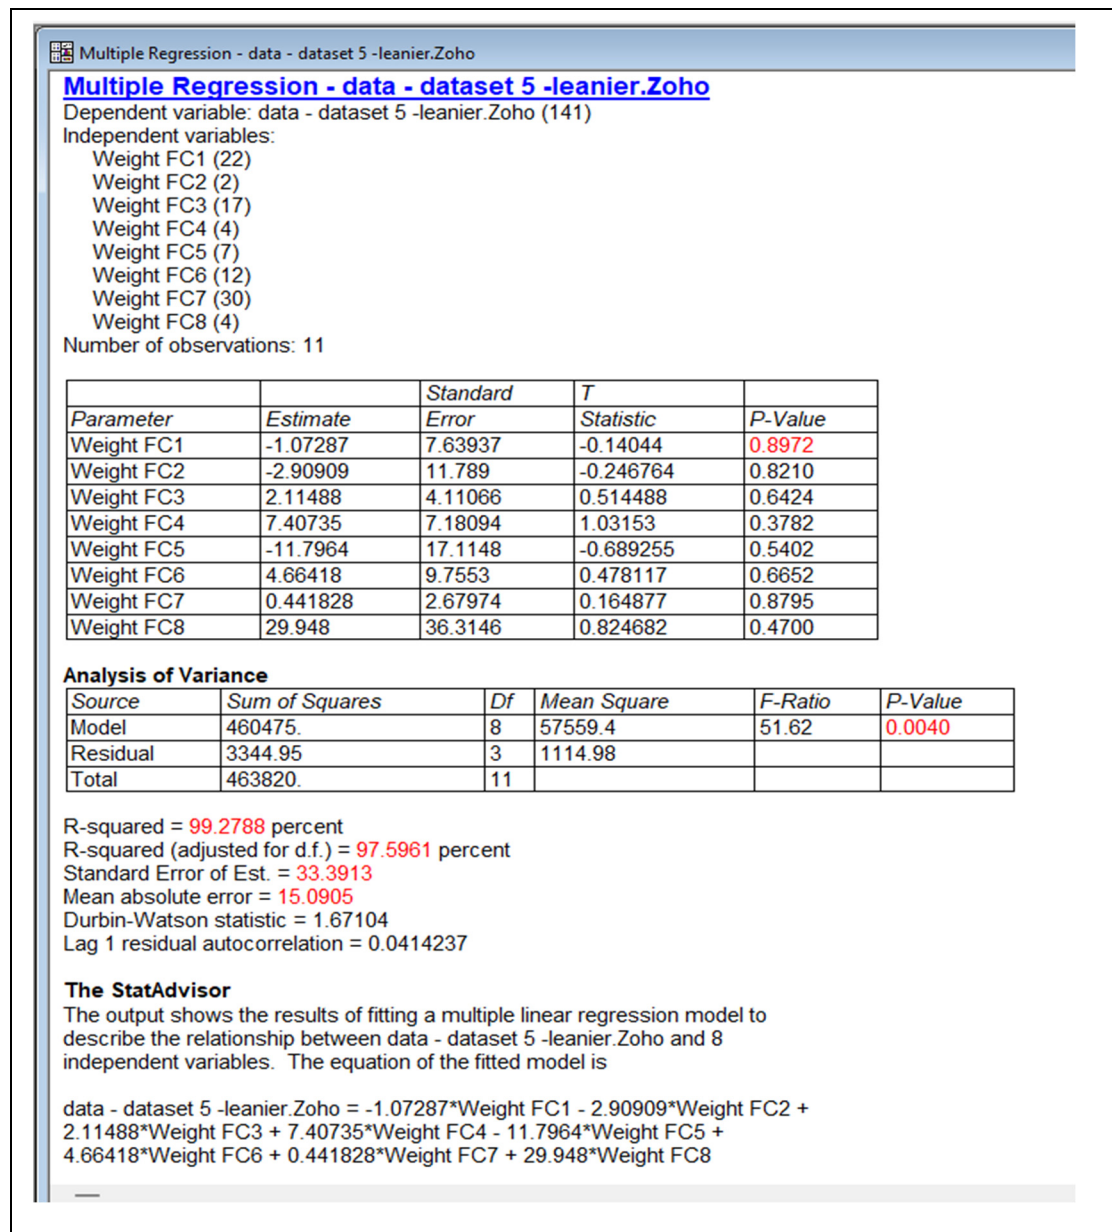 Multiple Regression - data - dataset 5 -leanier.Zoho
Multiple Regression - data - dataset 5 -leanier.Zoho
Dependent variable: data - dataset 5 -leanier.Zoho (141)
Independent variables:
Weight FC1 (22)
Weight FC2 (2)
Weight FC3 (17)
Weight FC4 (4)
Weight FC5 (7)
Weight FC6 (12)
Weight FC7 (30)
Weight FC8 (4)
Number of observations: 11
Standard T
Parameter Estimate Error Statistic P-Value
Weight FC1 -1.07287 7.63937 -0.14044 0.8972
Weight FC2 -2.90909 11.789 -0.246764 0.8210
Weight FC3 2.11488 4.11066 0.514488 0.6424
Weight FC4 7.40735 7.18094 1.03153 0.3782
Weight FC5 -11.7964 17.1148 -0.689255 0.5402
Weight FC6 4.66418 9.7553 0.478117 0.6652
Weight FC7 0.441828 2.67974 0.164877 0.8795
Weight FC8 29.948 36.3146 0.824682 0.4700
Analysis of Variance
Source Sum of Squares Df Mean Square F-Ratio P-Value
Model 460475. 8 57559.4 51.62 0.0040
Residual 3344.95 3 1114.98
Total 463820. 11
R-squared = 99.2788 percent
R-squared (adjusted for d.f.) = 97.5961 percent
Standard Error of Est. = 33.3913
Mean absolute error = 15.0905
Durbin-Watson statistic = 1.67104
Lag 1 residual autocorrelation = 0.0414237
The StatAdvisor
The output shows the results of fitting a multiple linear regression model to
describe the relationship between data - dataset 5 -leanier.Zoho and 8
independent variables.  The equation of the fitted model is
data - dataset 5 -leanier.Zoho = -1.07287*Weight FC1 - 2.90909*Weight FC2 +
2.11488*Weight FC3 + 7.40735*Weight FC4 - 11.7964*Weight FC5 +
4.66418*Weight FC6 + 0.441828*Weight FC7 + 29.948*Weight FC8